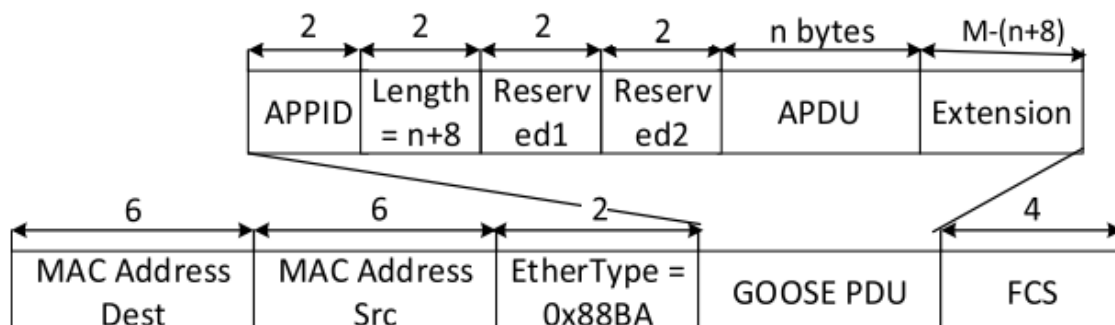 2 2 2 2 n bytes M-(n+8)
APPID Length = n+8 Reserv ed1 Reserv ed2 APDU Extension
6 6 2 4
MAC Address Dest MAC Address Src EtherType = 0x88BA GOOSE PDU FCS